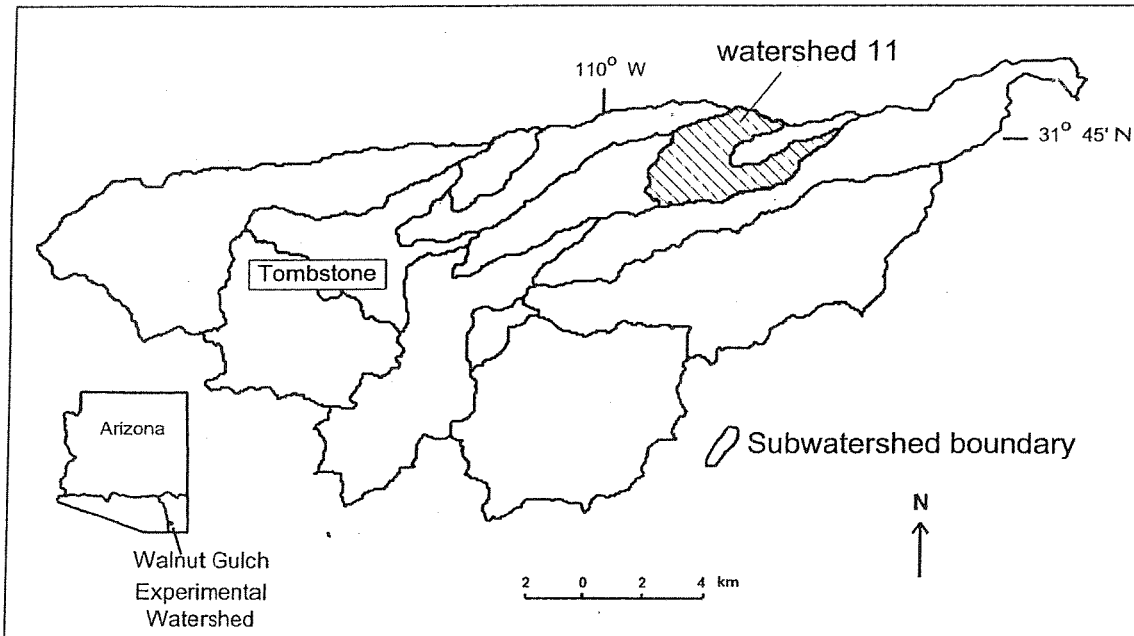 watershed 11
110° W
31° 45' N
Tombstone
Arizona
Subwatershed boundary
N
Walnut Gulch
Experimental
Watershed
2 0 2 4 km